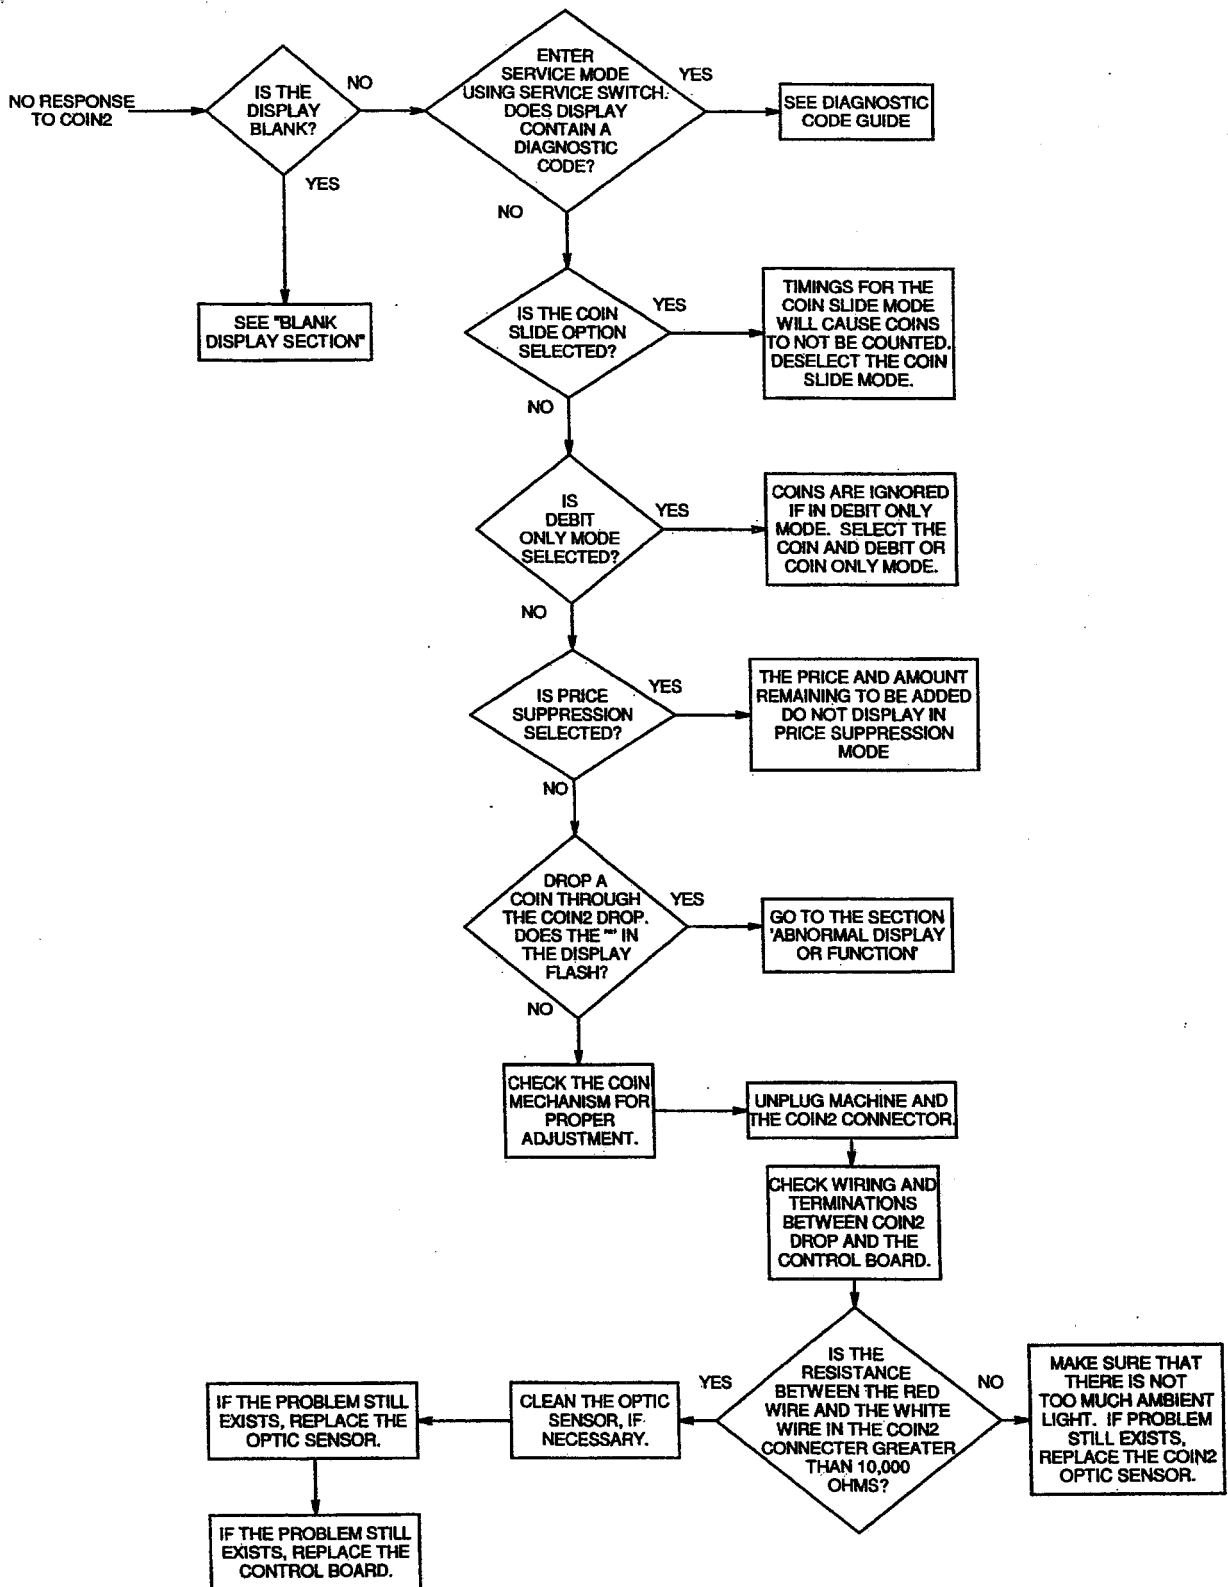 NO RESPONSE
TO COIN2
IS THE
DISPLAY
BLANK?
NO
YES
SEE "BLANK
DISPLAY SECTION"
ENTER
SERVICE MODE
USING SERVICE SWITCH.
DOES DISPLAY
CONTAIN A
DIAGNOSTIC
CODE?
YES
SEE DIAGNOSTIC
CODE GUIDE
NO
IS THE COIN
SLIDE OPTION
SELECTED?
YES
TIMINGS FOR THE
COIN SLIDE MODE
WILL CAUSE COINS
TO NOT BE COUNTED.
DESELECT THE COIN
SLIDE MODE.
NO
IS
DEBIT
ONLY MODE
SELECTED?
YES
COINS ARE IGNORED
IF IN DEBIT ONLY
MODE. SELECT THE
COIN AND DEBIT OR
COIN ONLY MODE.
NO
IS PRICE
SUPPRESSION
SELECTED?
YES
THE PRICE AND AMOUNT
REMAINING TO BE ADDED
DO NOT DISPLAY IN
PRICE SUPPRESSION
MODE
NO
DROP A
COIN THROUGH
THE COIN2 DROP.
DOES THE "" IN
THE DISPLAY
FLASH?
YES
GO TO THE SECTION
'ABNORMAL DISPLAY
OR FUNCTION'
NO
CHECK THE COIN
MECHANISM FOR
PROPER
ADJUSTMENT.
UNPLUG MACHINE AND
THE COIN2 CONNECTOR.
CHECK WIRING AND
TERMINATIONS
BETWEEN COIN2
DROP AND THE
CONTROL BOARD.
IS THE
RESISTANCE
BETWEEN THE RED
WIRE AND THE WHITE
WIRE IN THE COIN2
CONNECTER GREATER
THAN 10,000
OHMS?
NO
MAKE SURE THAT
THERE IS NOT
TOO MUCH AMBIENT
LIGHT. IF PROBLEM
STILL EXISTS,
REPLACE THE COIN2
OPTIC SENSOR.
YES
CLEAN THE OPTIC
SENSOR, IF
NECESSARY.
IF THE PROBLEM STILL
EXISTS, REPLACE THE
OPTIC SENSOR.
IF THE PROBLEM STILL
EXISTS, REPLACE THE
CONTROL BOARD.